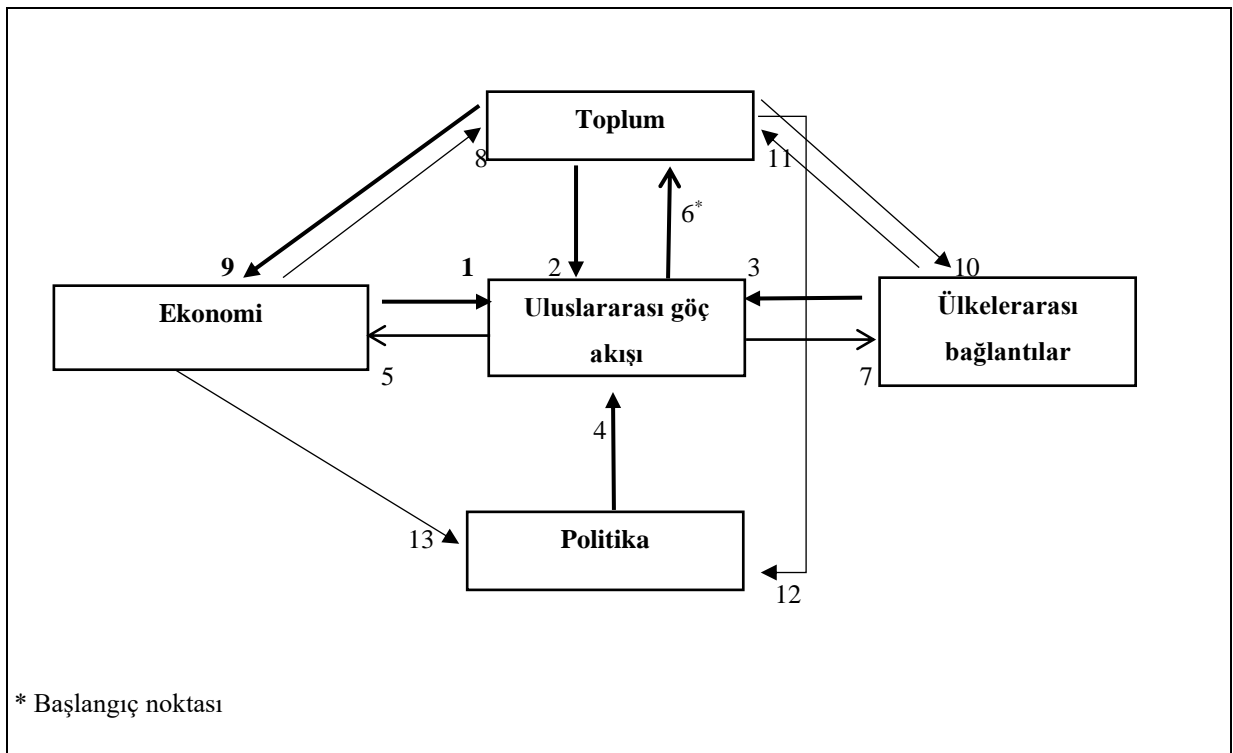 Toplum
8
11
6*
9
1
2
3
10
Ekonomi
Uluslararası göç
akışı
Ülkelerarası
bağlantılar
5
7
4
13
Politika
12
* Başlangıç noktası